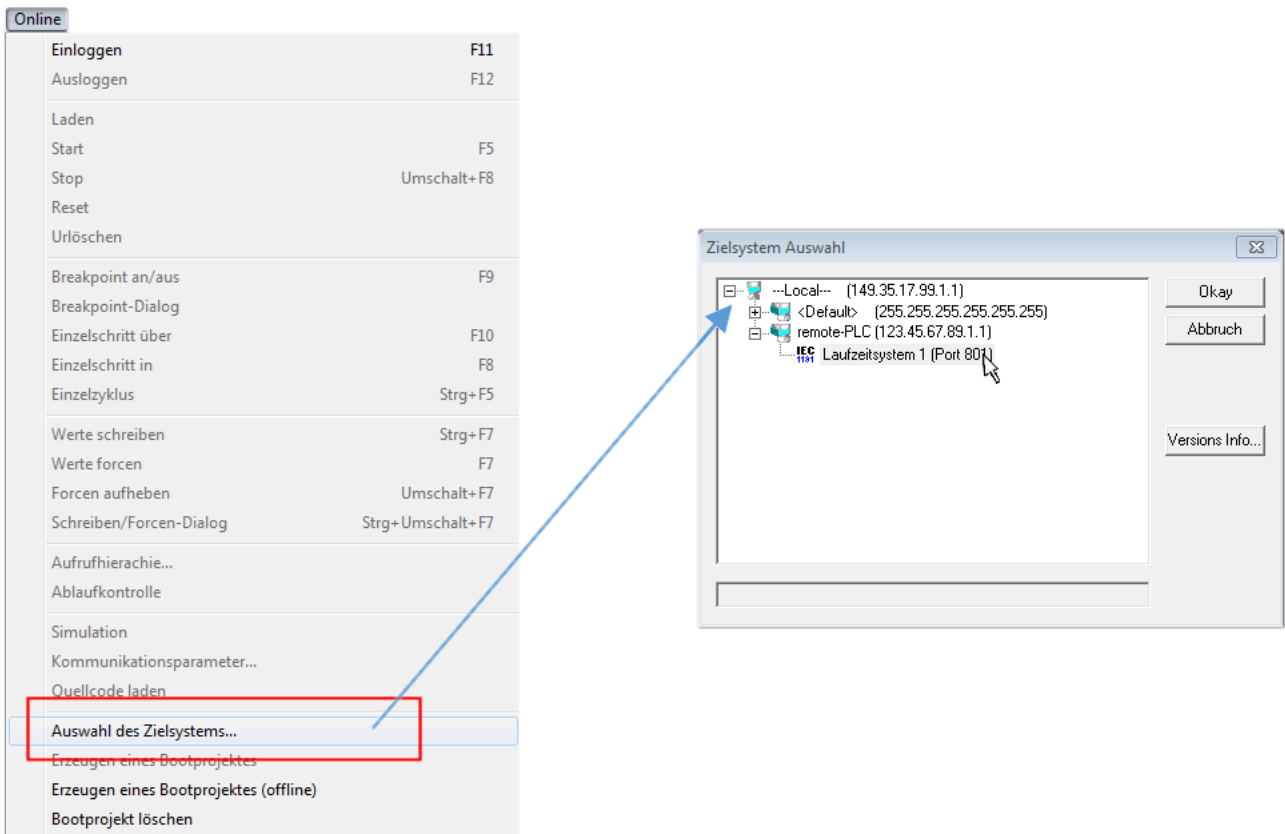 Online
Einloggen F11
Ausloggen F12
Laden
Start F5
Stop Umschalt+F8
Reset
Urlöschen
Breakpoint an/aus F9
Breakpoint-Dialog
Einzelschritt über F10
Einzelschritt in F8
Einzelzyklus Strg+F5
Werte schreiben Strg+F7
Werte forcen F7
Forcen aufheben Umschalt+F7
Schreiben/Forcen-Dialog Strg+Umschalt+F7
Aufrufhierachie...
Ablaufkontrolle
Simulation
Kommunikationsparameter...
Quellcode laden
Auswahl des Zielsystems...
Erzeugen eines Bootprojektes
Erzeugen eines Bootprojektes (offline)
Bootprojekt löschen
Zielsystem Auswahl
---Local--- (149.35.17.99.1.1)
<Default> (255.255.255.255.255.255)
remote-PLC (123.45.67.89.1.1)
IEC 1131 Laufzeitsystem 1 (Port 801)
Okay
Abbruch
Versions Info...